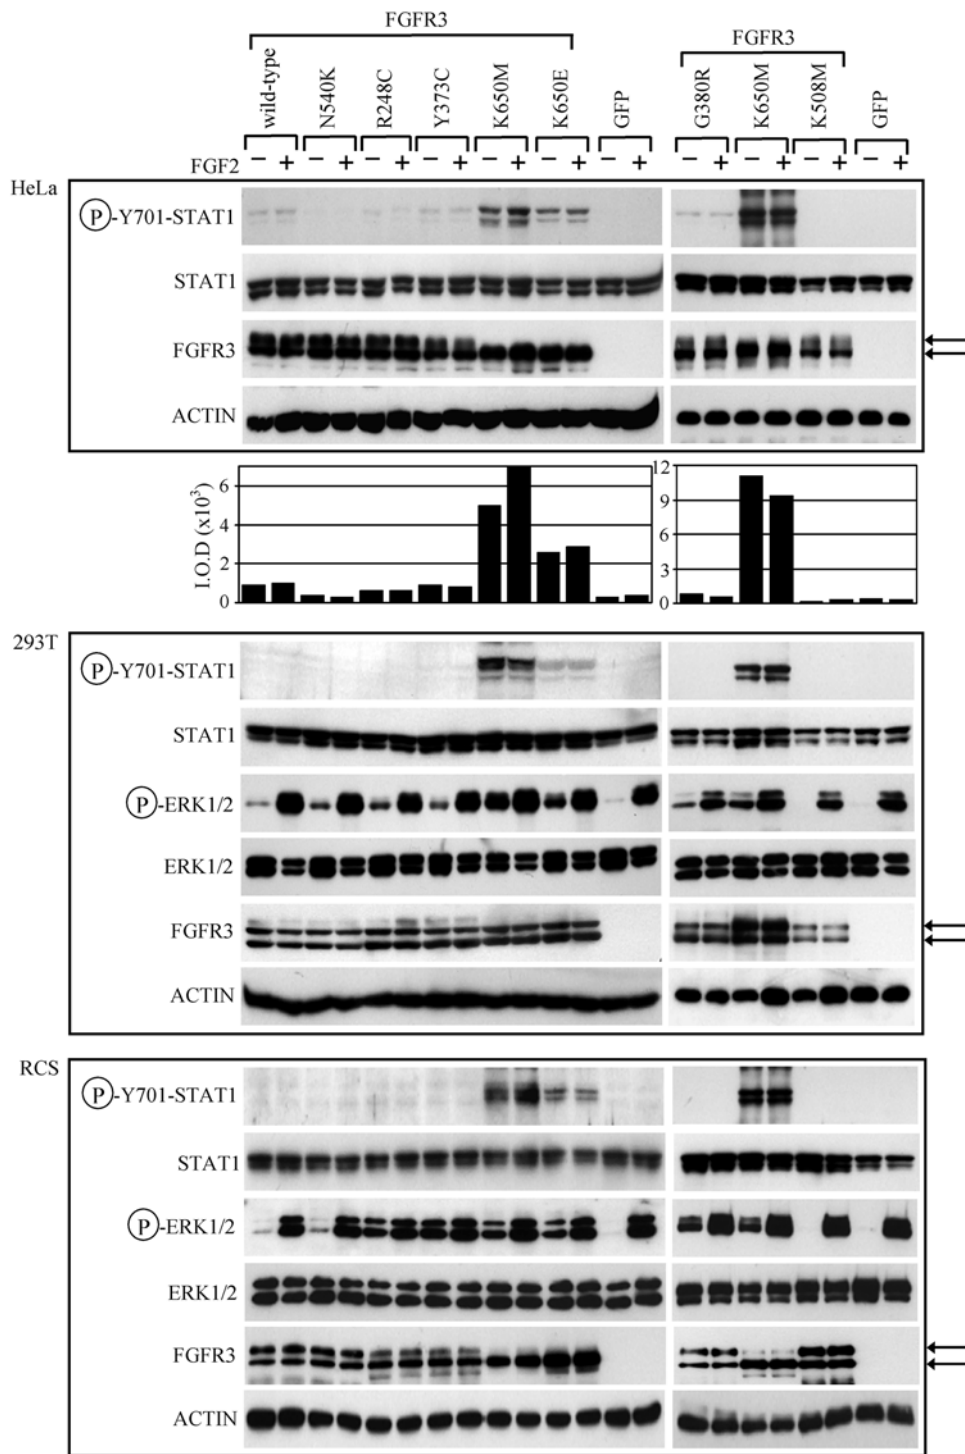 FGFR3
FGFR3
wild-type N540K R248C Y373C K650M K650E GFP G380R K650M K508M GFP
FGF2 − + − + − + − + − + − + − + − + − + − + − +
HeLa
P-Y701-STAT1
STAT1
FGFR3
ACTIN
I.O.D (x10³)
6
4
2
0
12
9
6
3
0
293T
P-Y701-STAT1
STAT1
P-ERK1/2
ERK1/2
FGFR3
ACTIN
RCS
P-Y701-STAT1
STAT1
P-ERK1/2
ERK1/2
FGFR3
ACTIN